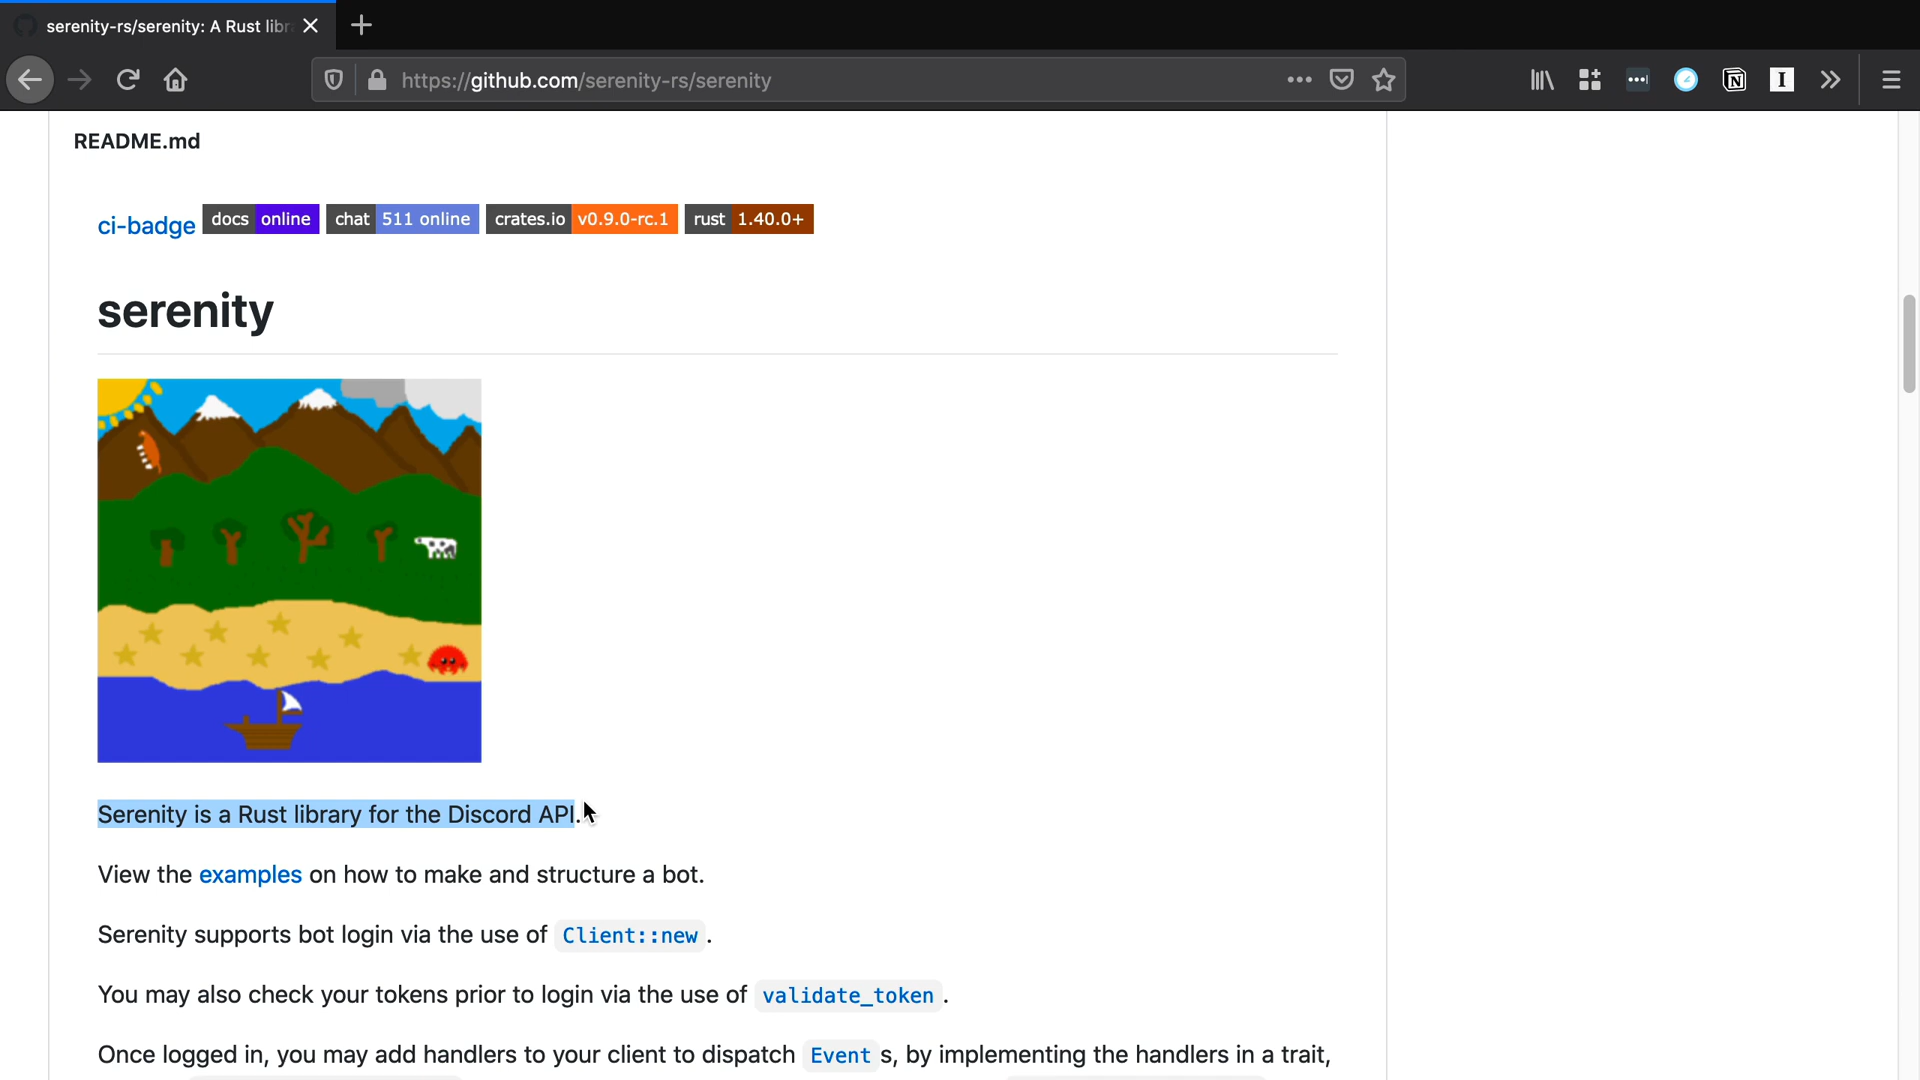 serenity-rs/serenity: A Rust libr
https://github.com/serenity-rs/serenity
README.md
ci-badge docs online chat 511 online crates.io v0.9.0-rc.1 rust 1.40.0+
serenity
Serenity is a Rust library for the Discord API.
View the examples on how to make and structure a bot.
Serenity supports bot login via the use of Client::new.
You may also check your tokens prior to login via the use of validate_token.
Once logged in, you may add handlers to your client to dispatch Event s, by implementing the handlers in a trait,